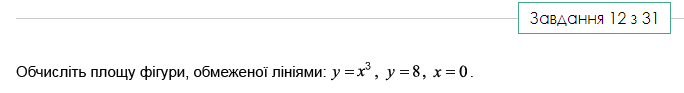 Завдання 12 з 31
Обчисліть площу фігури, обмеженої лініями: y = x³, y = 8, x = 0.